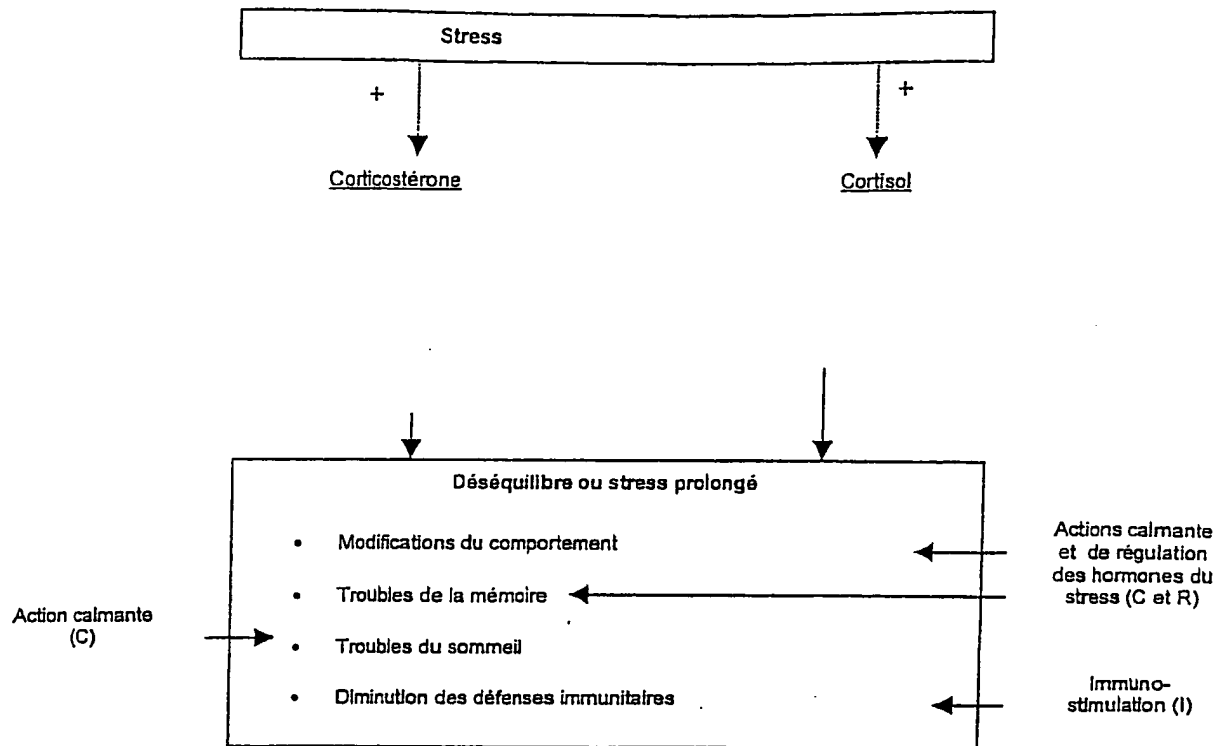 Stress
+
+
Corticostérone
Cortisol
Déséquilibre ou stress prolongé
• Modifications du comportement
• Troubles de la mémoire
• Troubles du sommeil
• Diminution des défenses immunitaires
Action calmante
(C)
Actions calmante
et de régulation
des hormones du
stress (C et R)
Immuno-
stimulation (I)